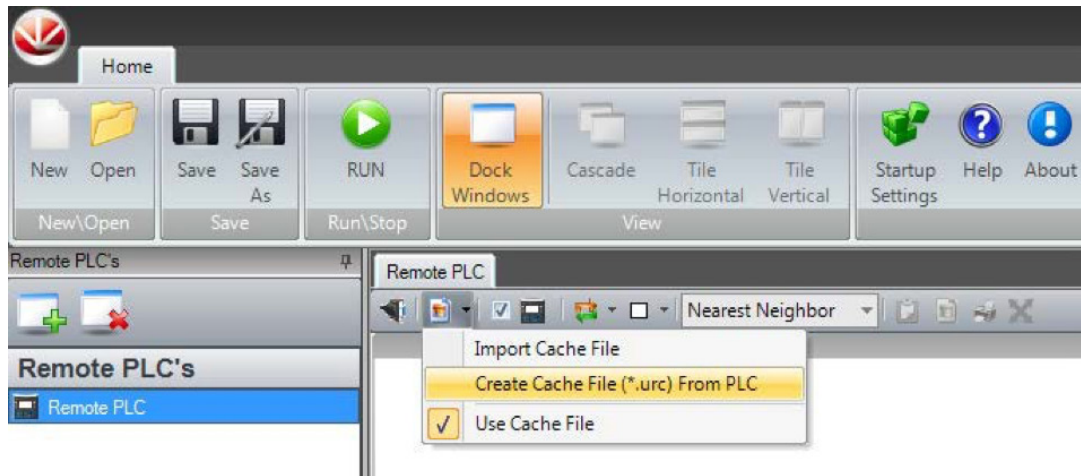 Home
New Open Save Save As RUN Dock Windows Cascade Tile Horizontal Tile Vertical Startup Settings Help About
New\Open Save Run\Stop View
Remote PLC's
Remote PLC
Nearest Neighbor
Import Cache File
Create Cache File (*.urc) From PLC
Use Cache File
Remote PLC's
Remote PLC